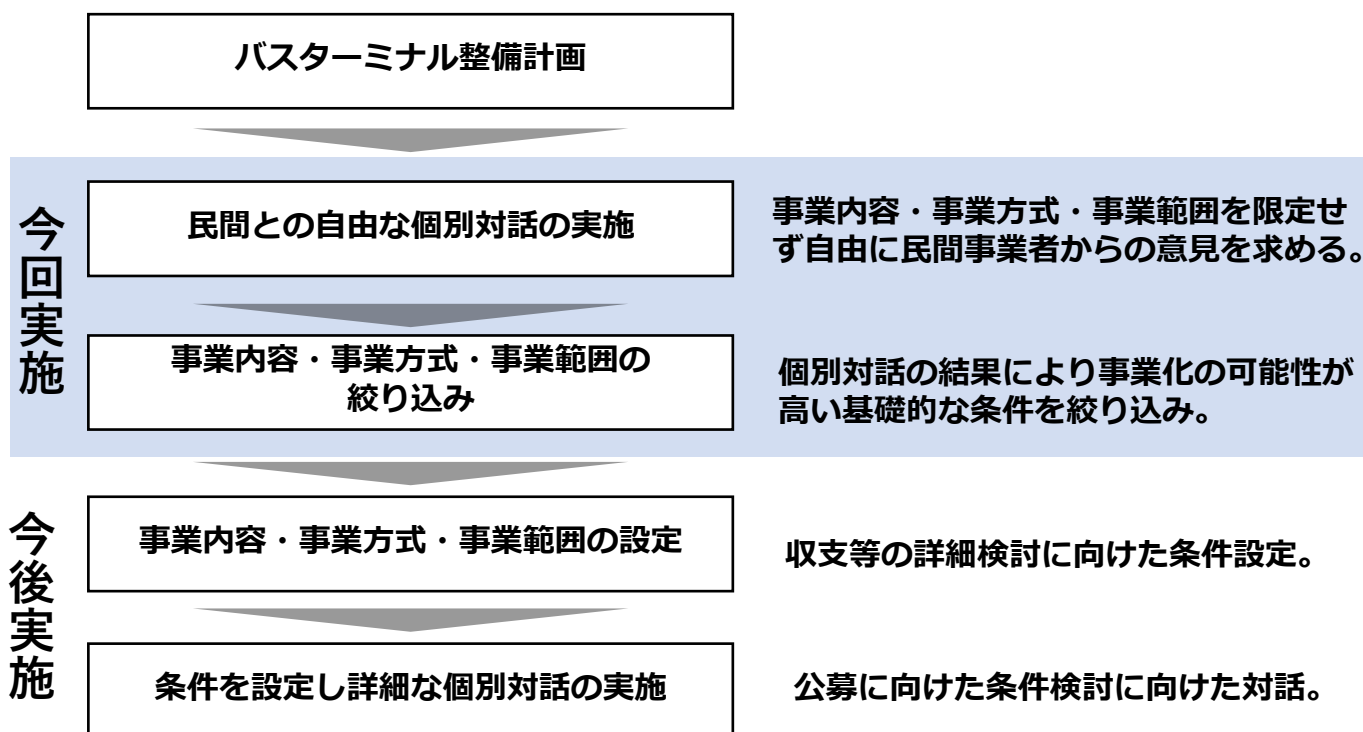 バスターミナル整備計画
今回実施
民間との自由な個別対話の実施
事業内容・事業方式・事業範囲を限定せ
ず自由に民間事業者からの意見を求める。
事業内容・事業方式・事業範囲の
絞り込み
個別対話の結果により事業化の可能性が
高い基礎的な条件を絞り込み。
今後実施
事業内容・事業方式・事業範囲の設定
収支等の詳細検討に向けた条件設定。
条件を設定し詳細な個別対話の実施
公募に向けた条件検討に向けた対話。